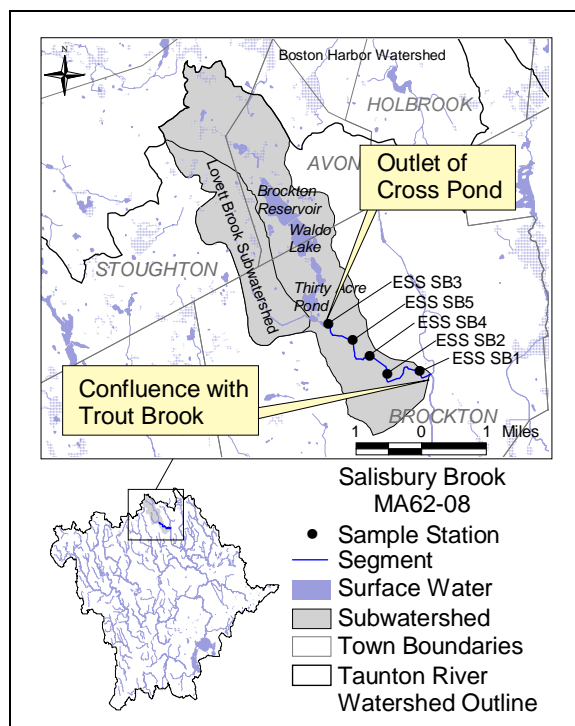 N
Boston Harbor Watershed
HOLBROOK
AVON
Outlet of
Cross Pond
Brockton
Reservoir
Waldo
Lake
Lovett Brook Subwatershed
STOUGHTON
Thirty Acre
Pond
ESS SB3
ESS SB5
ESS SB4
ESS SB2
ESS SB1
Confluence with
Trout Brook
BROCKTON
1 0 1 Miles
Salisbury Brook
MA62-08
Sample Station
Segment
Surface Water
Subwatershed
Town Boundaries
Taunton River
Watershed Outline